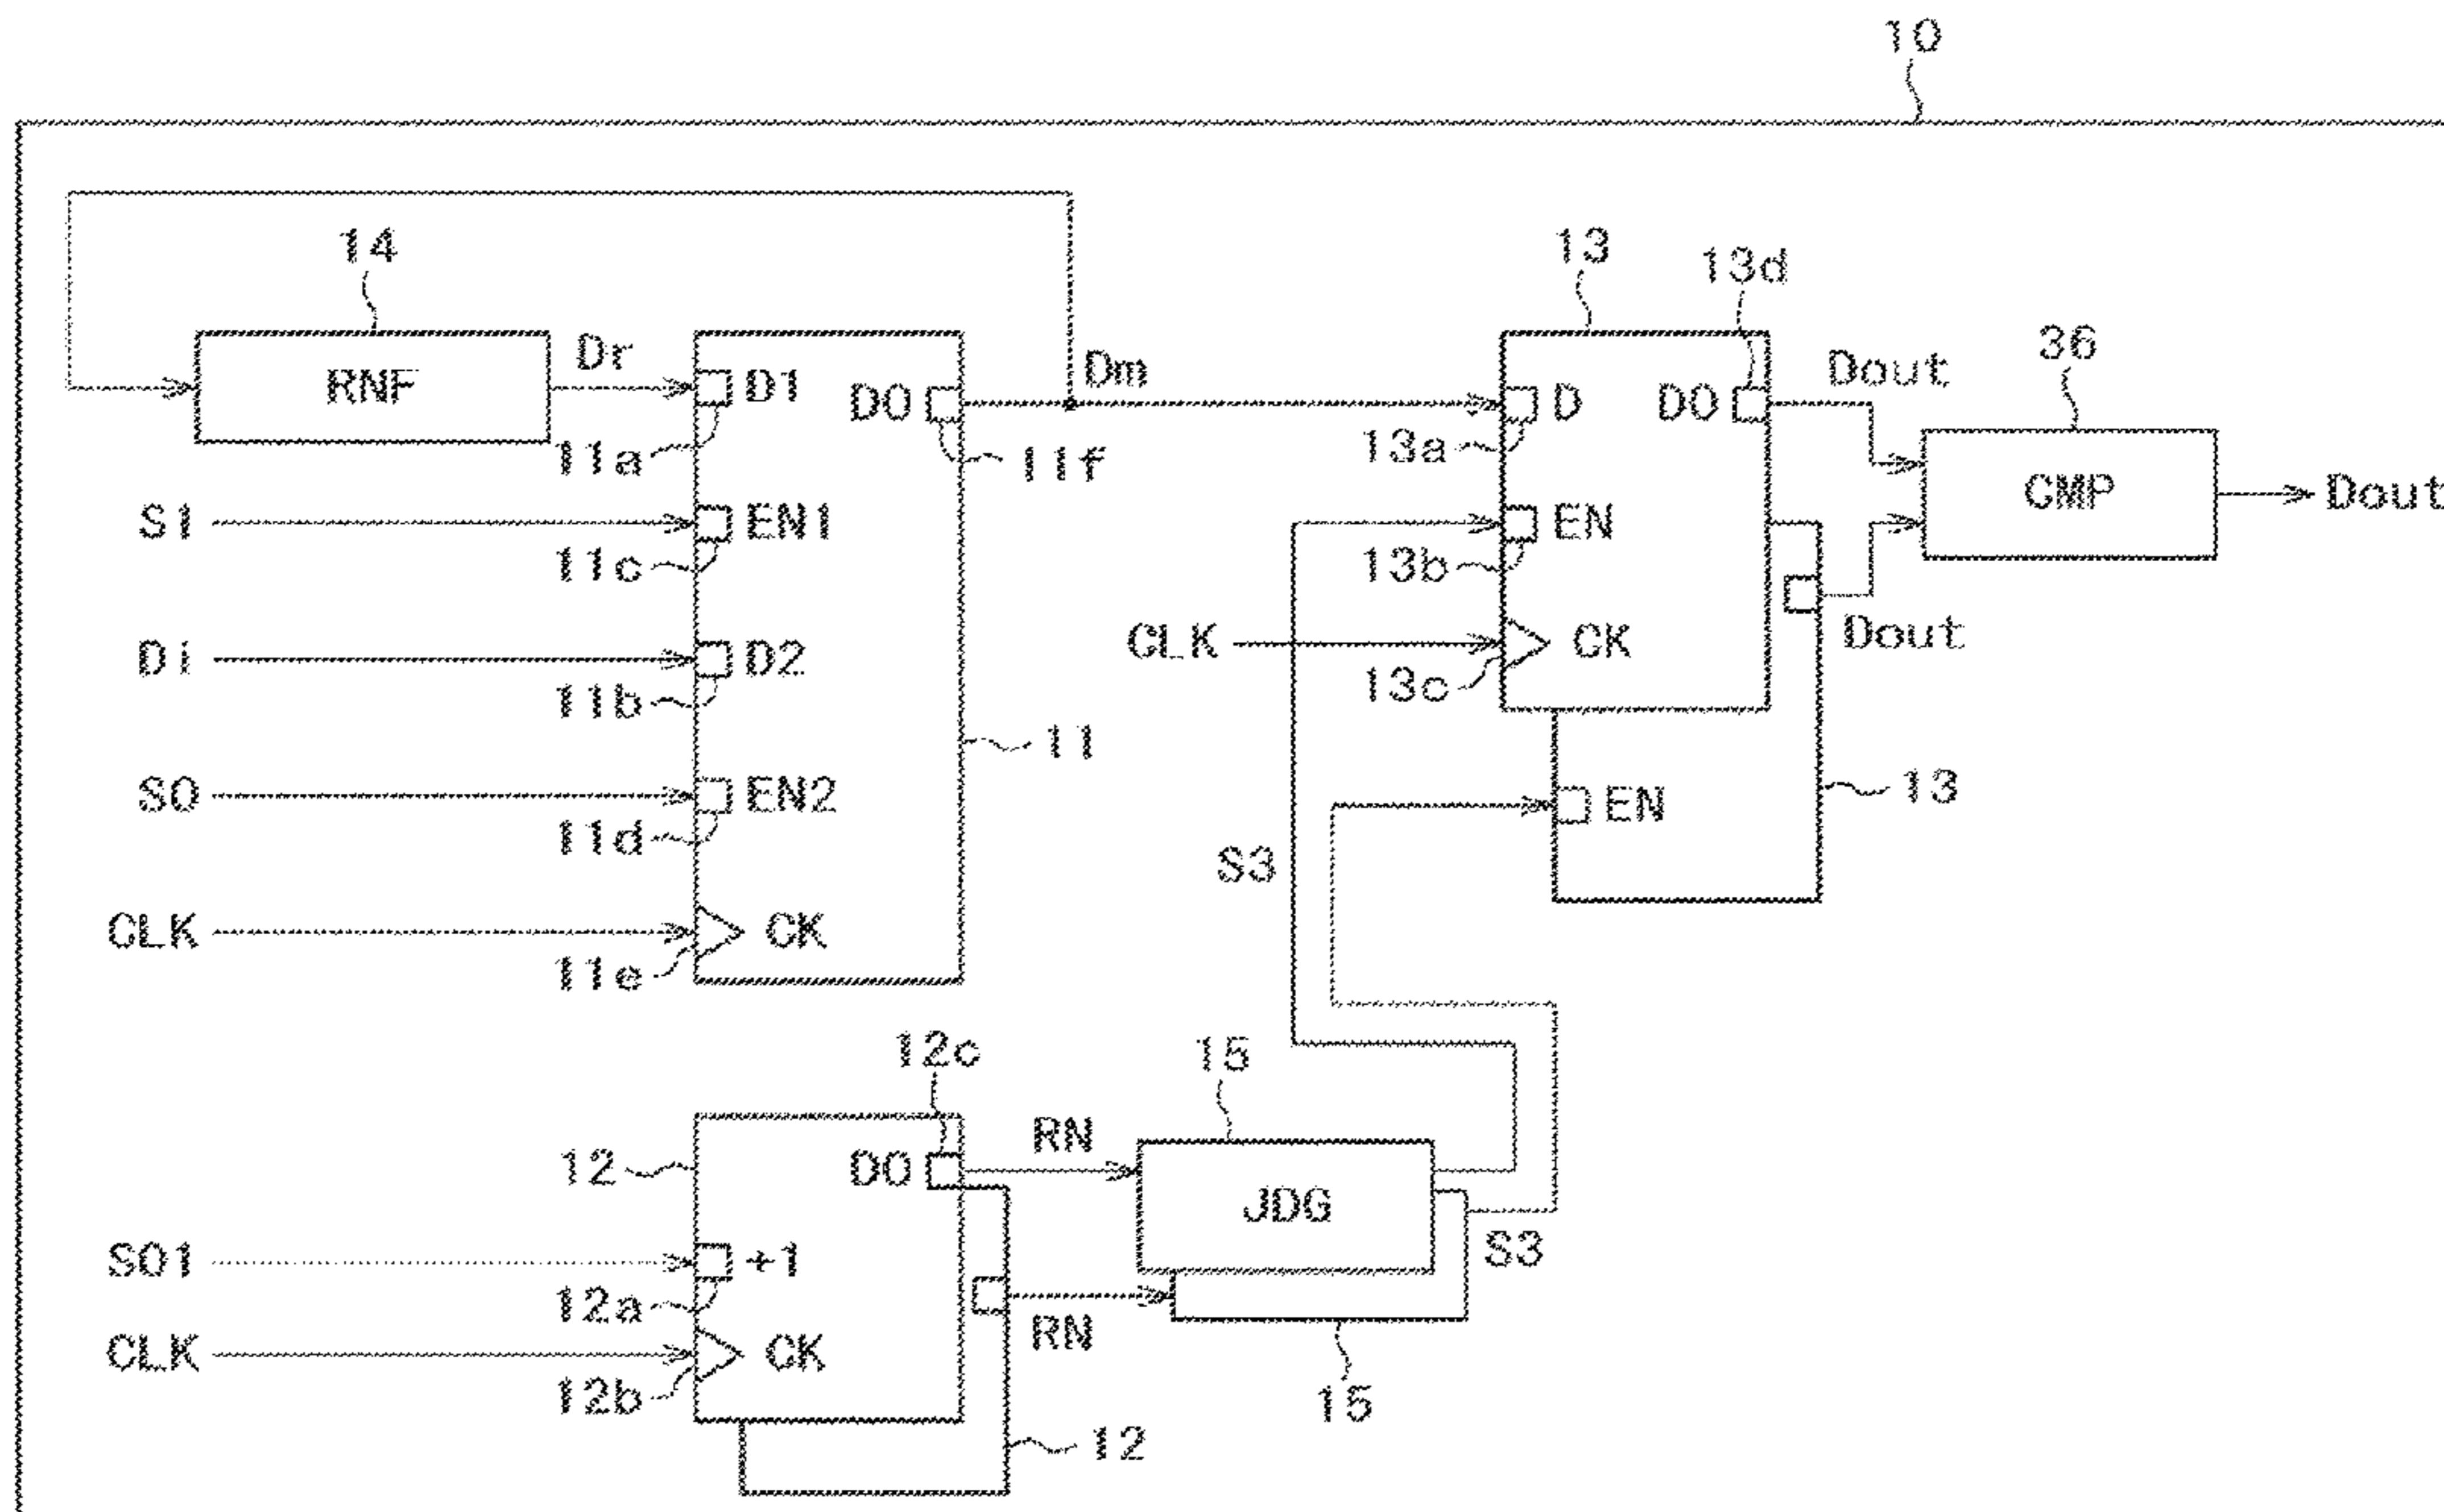 10
14
13
13d
36
RNF
Dr
D1
DO
Dm
D
DO
Dout
CMP
Dout
11a
11f
13a
S1
EN1
EN
11c
13b
Di
D2
CLK
CK
Dout
11b
13c
11
S0
EN2
EN
13
11d
S3
CLK
CK
11e
12c
15
12
DO
RN
JDG
S3
S01
+1
12a
RN
CLK
CK
12b
15
12